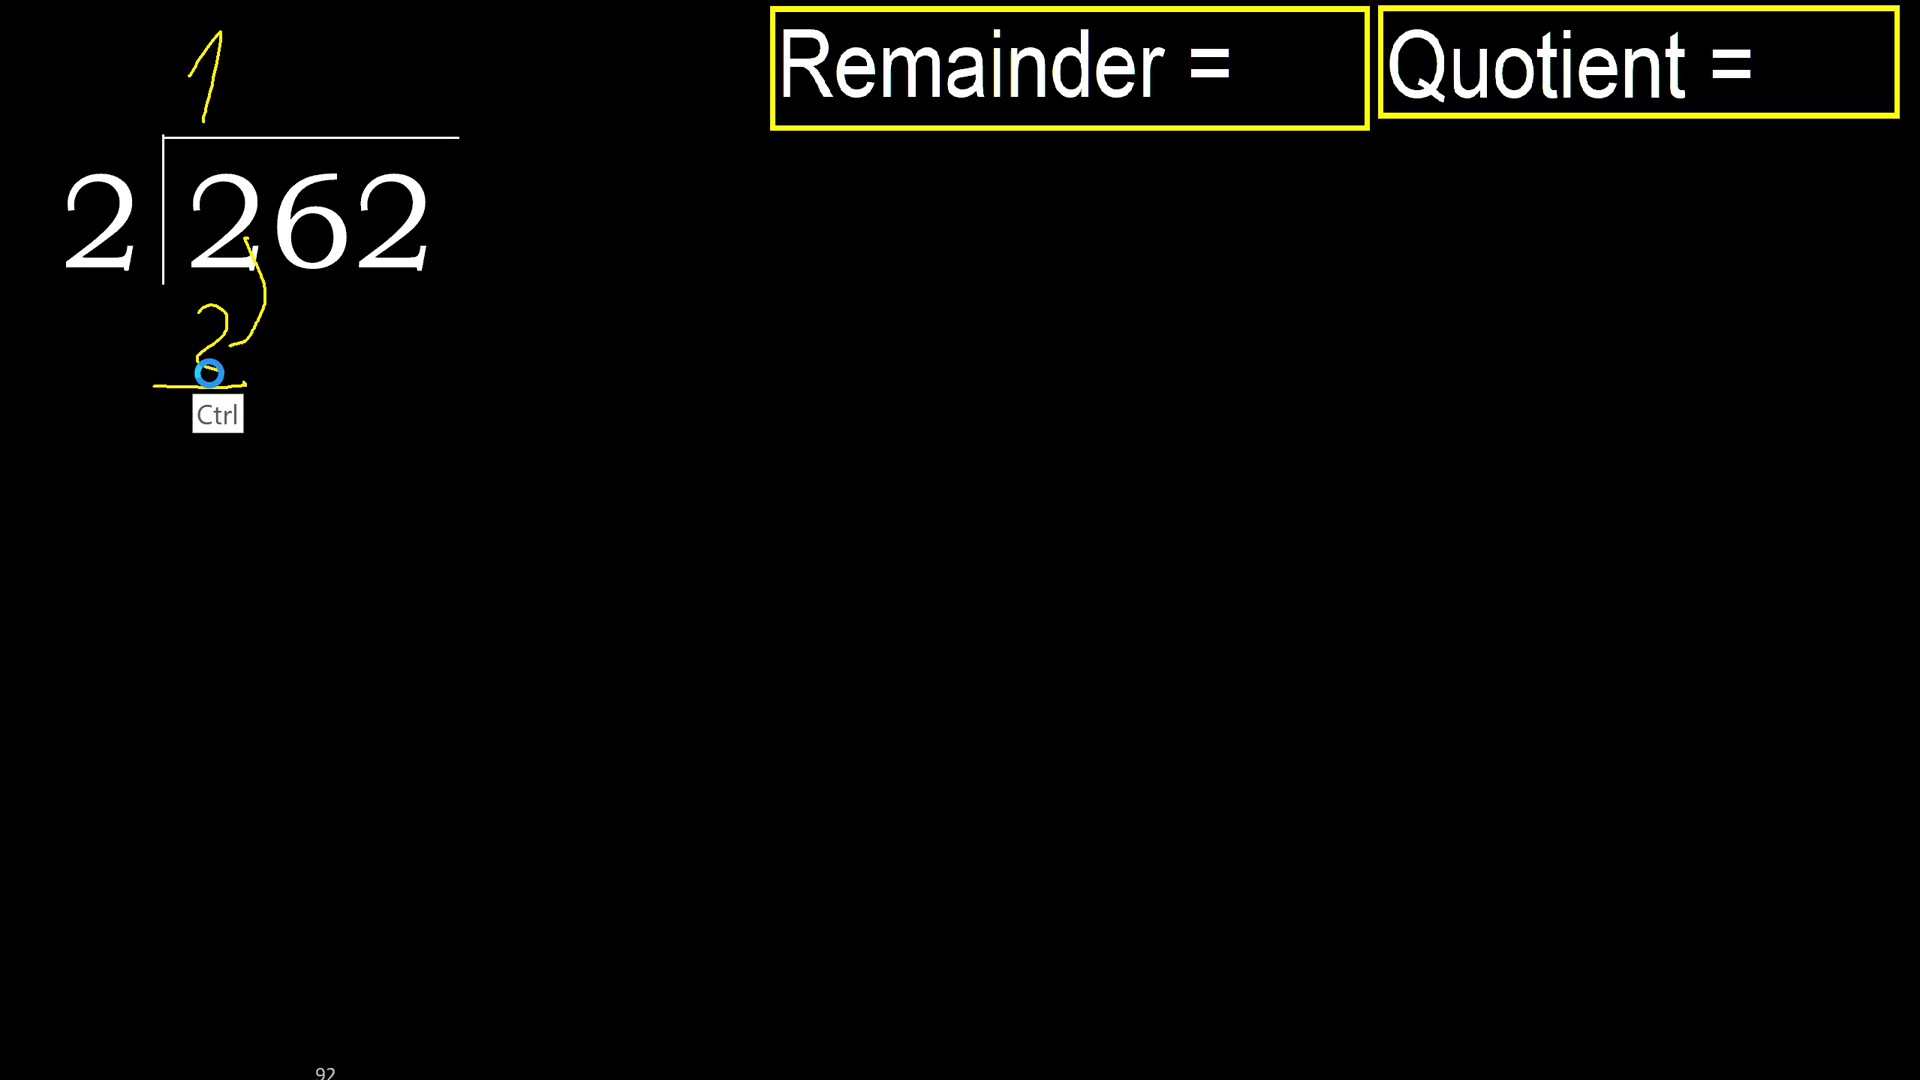 1
Remainder =
Quotient =
2 262
2
Ctrl
92